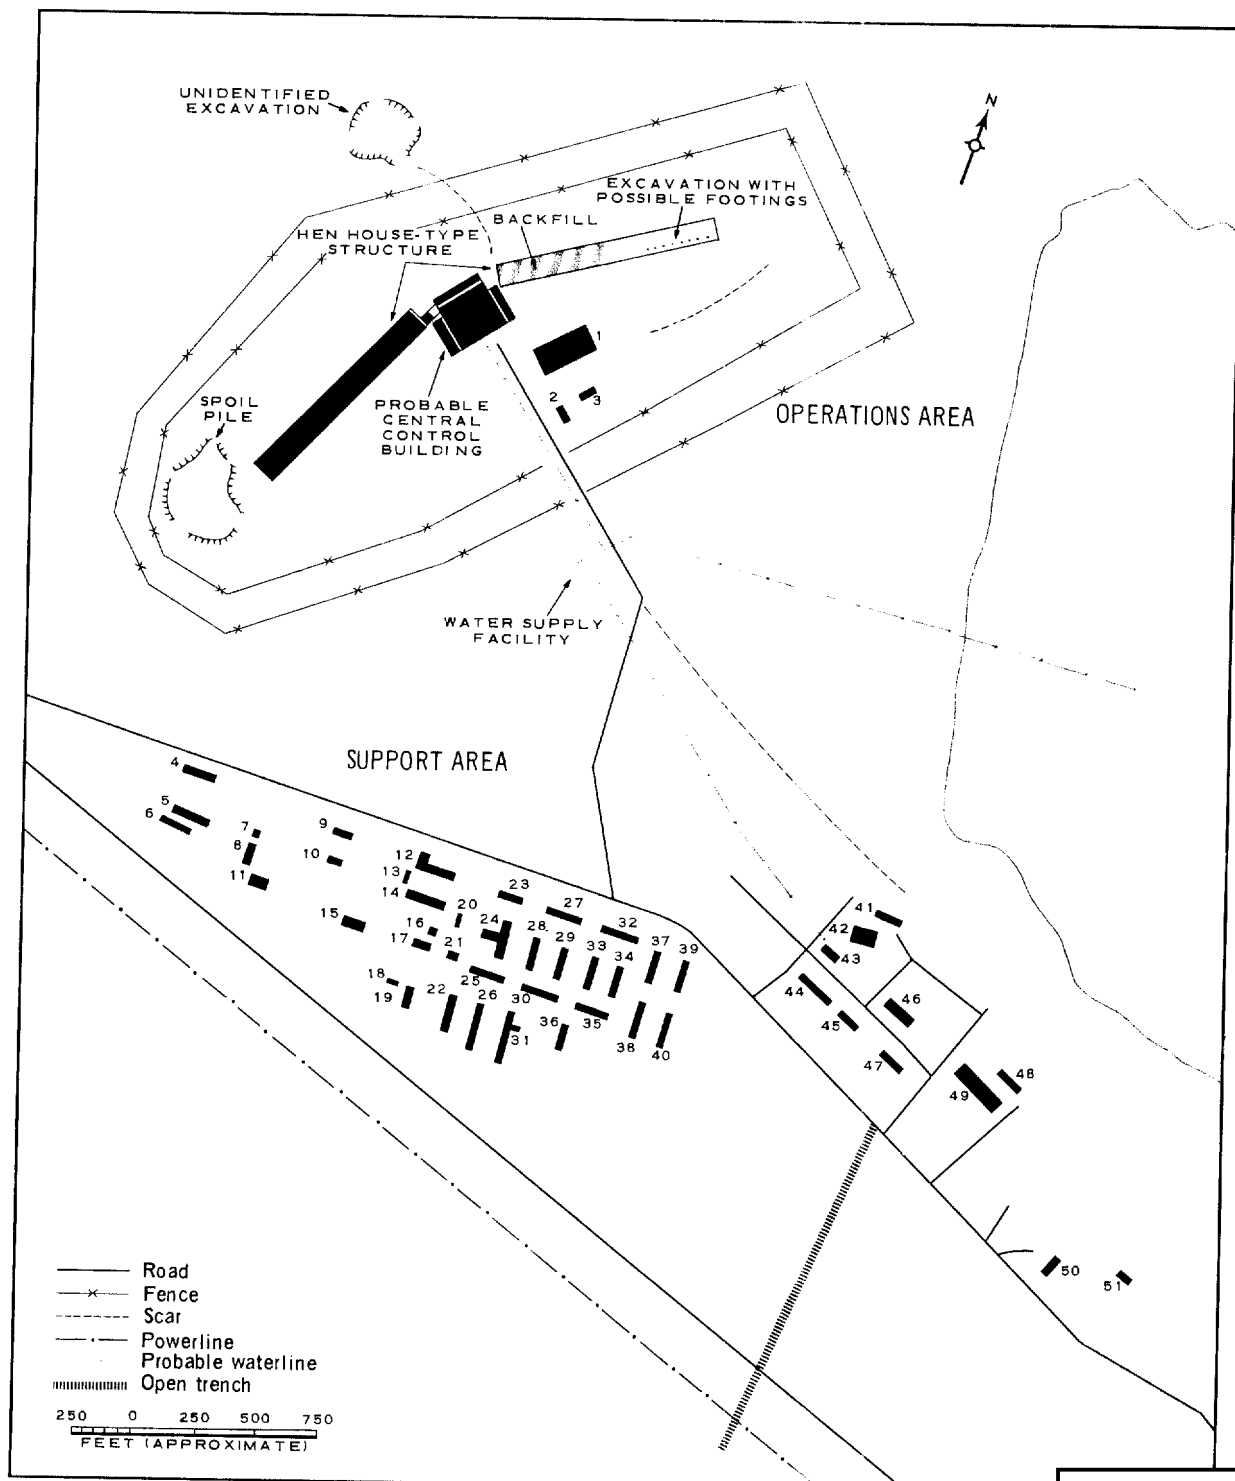 UNIDENTIFIED
EXCAVATION
N
EXCAVATION WITH
POSSIBLE FOOTINGS
BACKFILL
HEN HOUSE-TYPE
STRUCTURE
1
2
3
SPOIL
PILE
PROBABLE
CENTRAL
CONTROL
BUILDING
OPERATIONS AREA
WATER SUPPLY
FACILITY
SUPPORT AREA
4
5
6
7
8
9
10
11
12
13
14
15
16
17
18
19
20
21
22
23
24
25
26
27
28
29
30
31
32
33
34
35
36
37
38
39
40
41
42
43
44
45
46
47
48
49
50
51
Road
Fence
Scar
Powerline
Probable waterline
Open trench
250 0 250 500 750
FEET (APPROXIMATE)